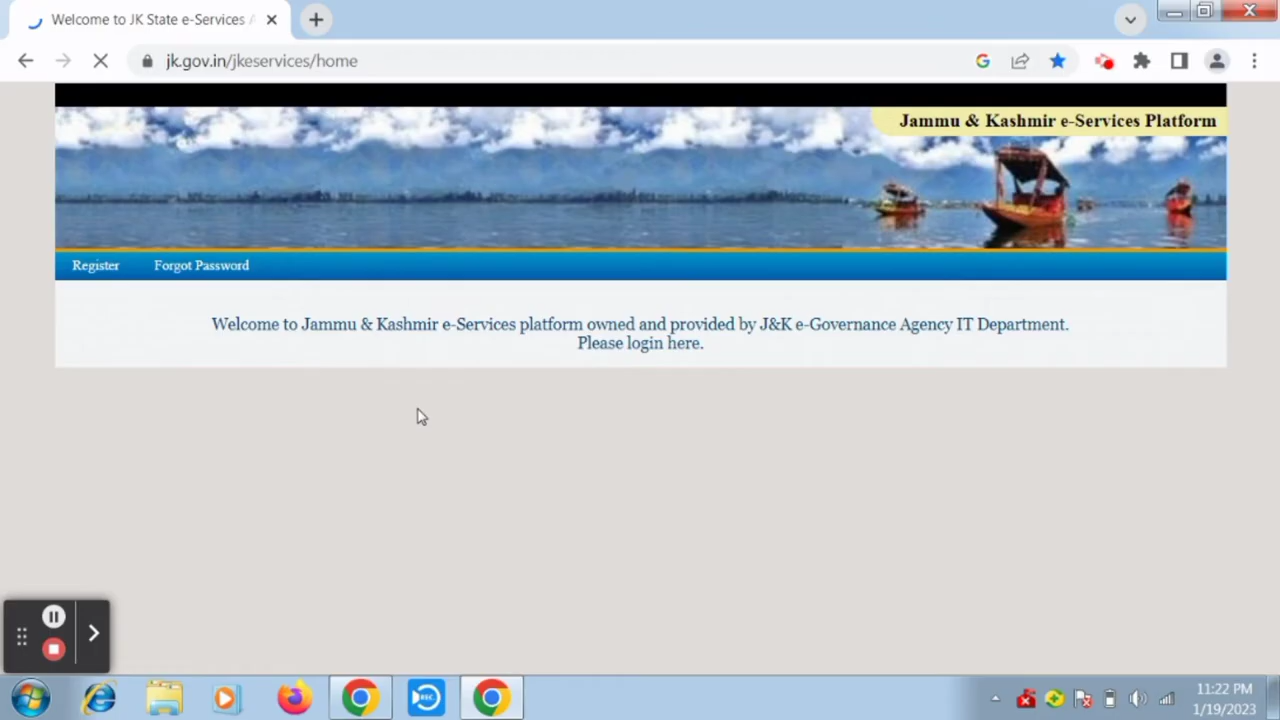 Welcome to JK State e-Services A
jk.gov.in/jkeservices/home
Jammu & Kashmir e-Services Platform
Register Forgot Password
Welcome to Jammu & Kashmir e-Services platform owned and provided by J&K e-Governance Agency IT Department.
Please login here.
REC
11:22 PM
1/19/2023